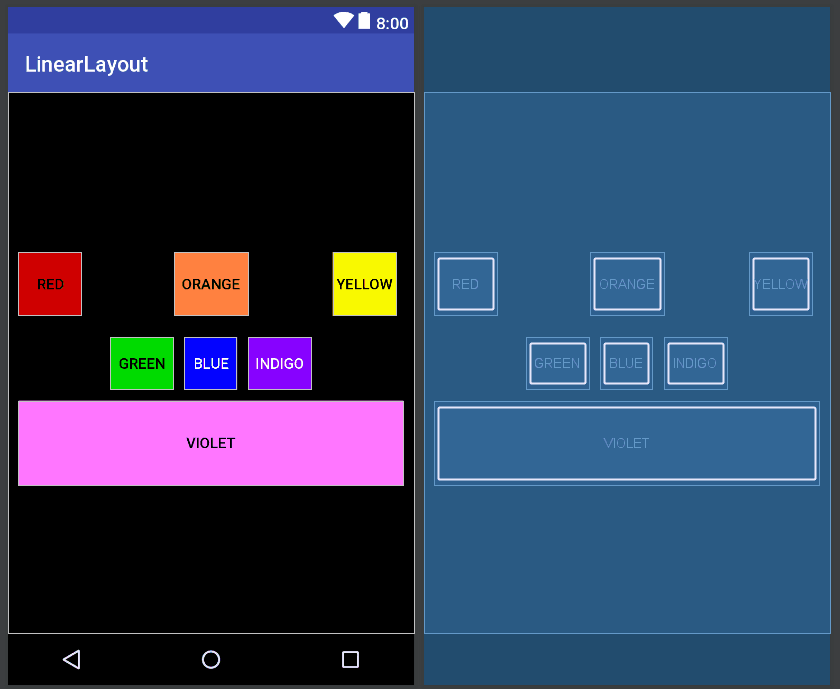 8:00
LinearLayout
RED ORANGE YELLOW
GREEN BLUE INDIGO
VIOLET
RED ORANGE YELLOW
GREEN BLUE INDIGO
VIOLET